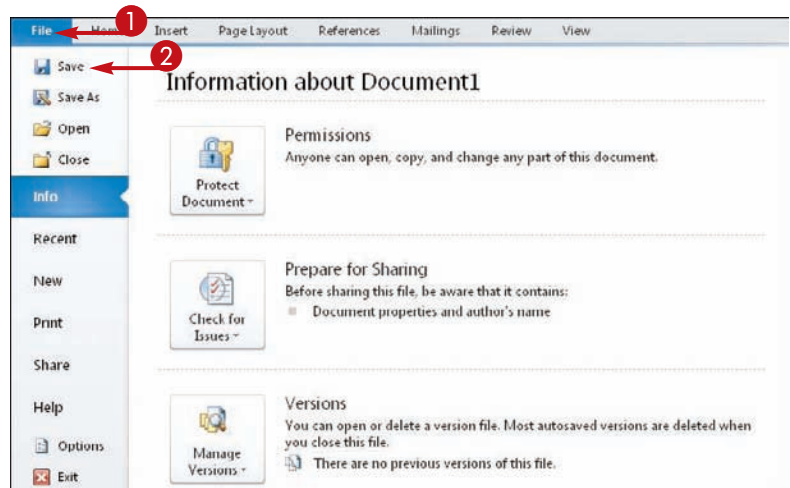 1
File Home Insert Page Layout References Mailings Review View
2
Save
Save As
Open
Close
Info
Recent
New
Print
Share
Help
Options
Exit
Information about Document1
Protect
Document
Permissions
Anyone can open, copy, and change any part of this document.
Check for
Issues
Prepare for Sharing
Before sharing this file, be aware that it contains:
Document properties and author's name
Manage
Versions
Versions
You can open or delete a version file. Most autosaved versions are deleted when
you close this file.
There are no previous versions of this file.